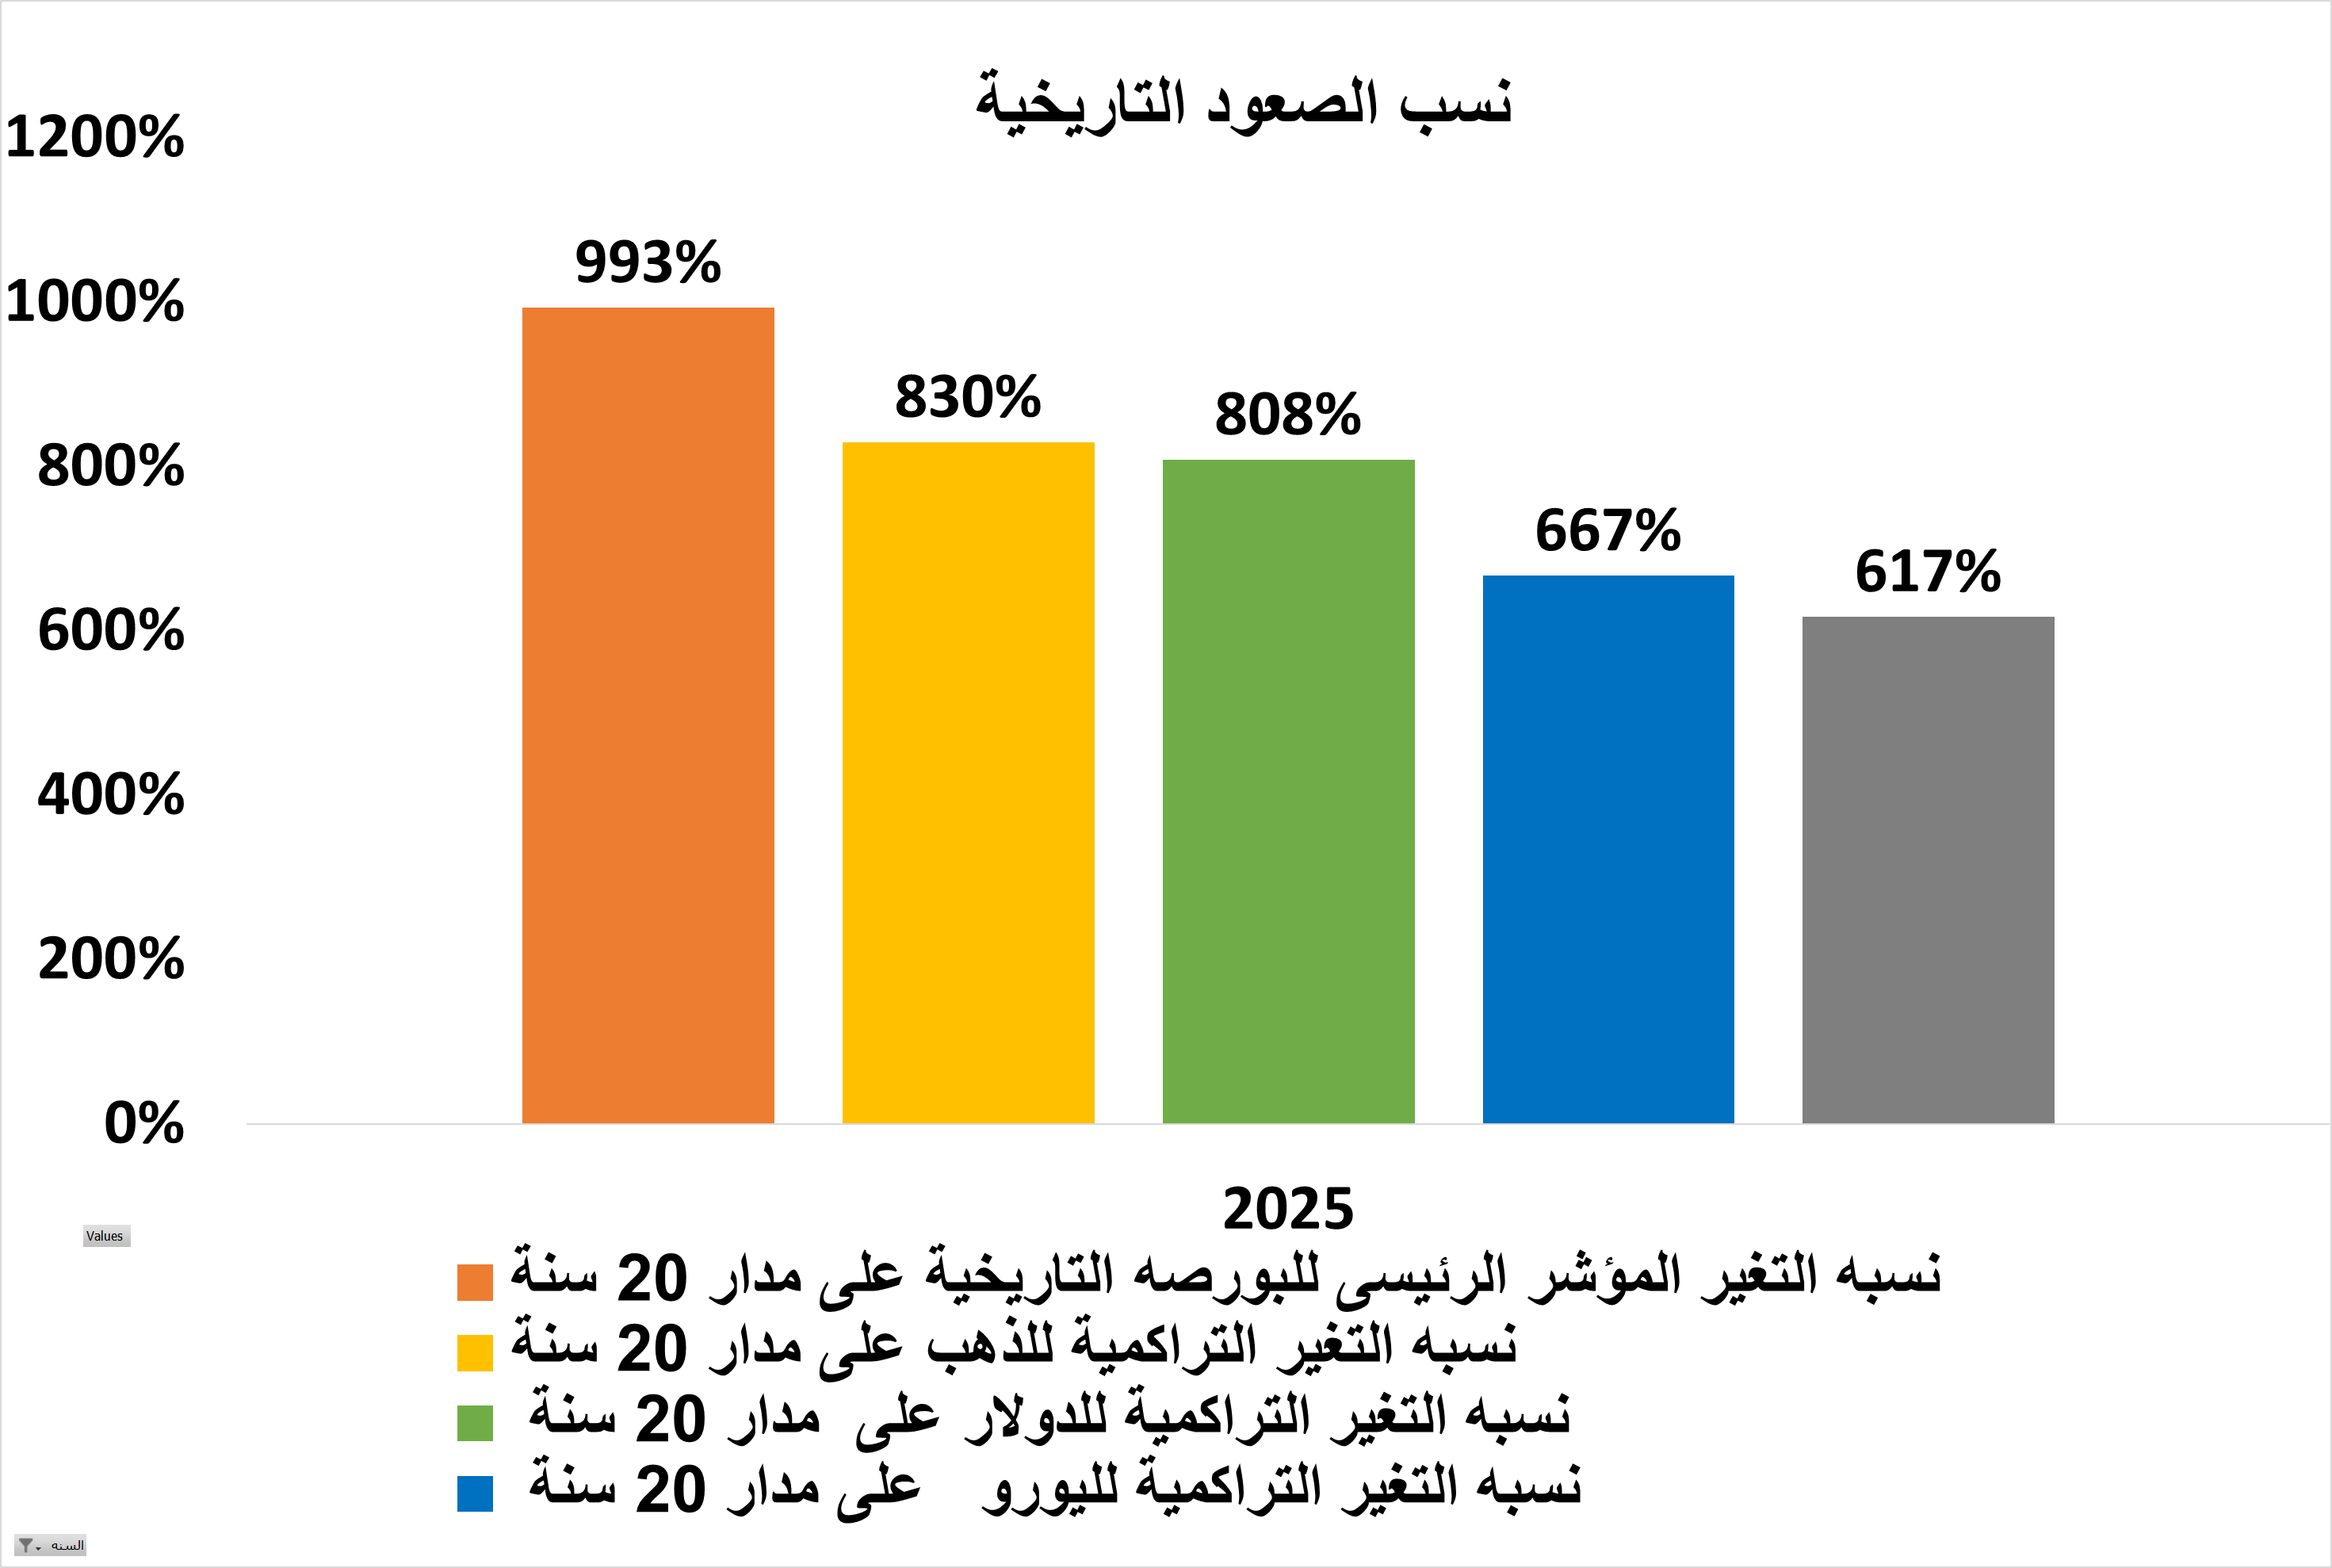 نسب الصعود التاريخية
1200%
1000%
800%
600%
400%
200%
0%
993%
830%
808%
667%
617%
2025
Values
نسبه التغير المؤشر الرئيسي للبورصه التاريخية على مدار 20 سنة
نسبه التغير التراكمية للذهب على مدار 20 سنة
نسبه التغير التراكمية للدولار على مدار 20 سنة
نسبه التغير التراكمية لليورو على مدار 20 سنة
السنه